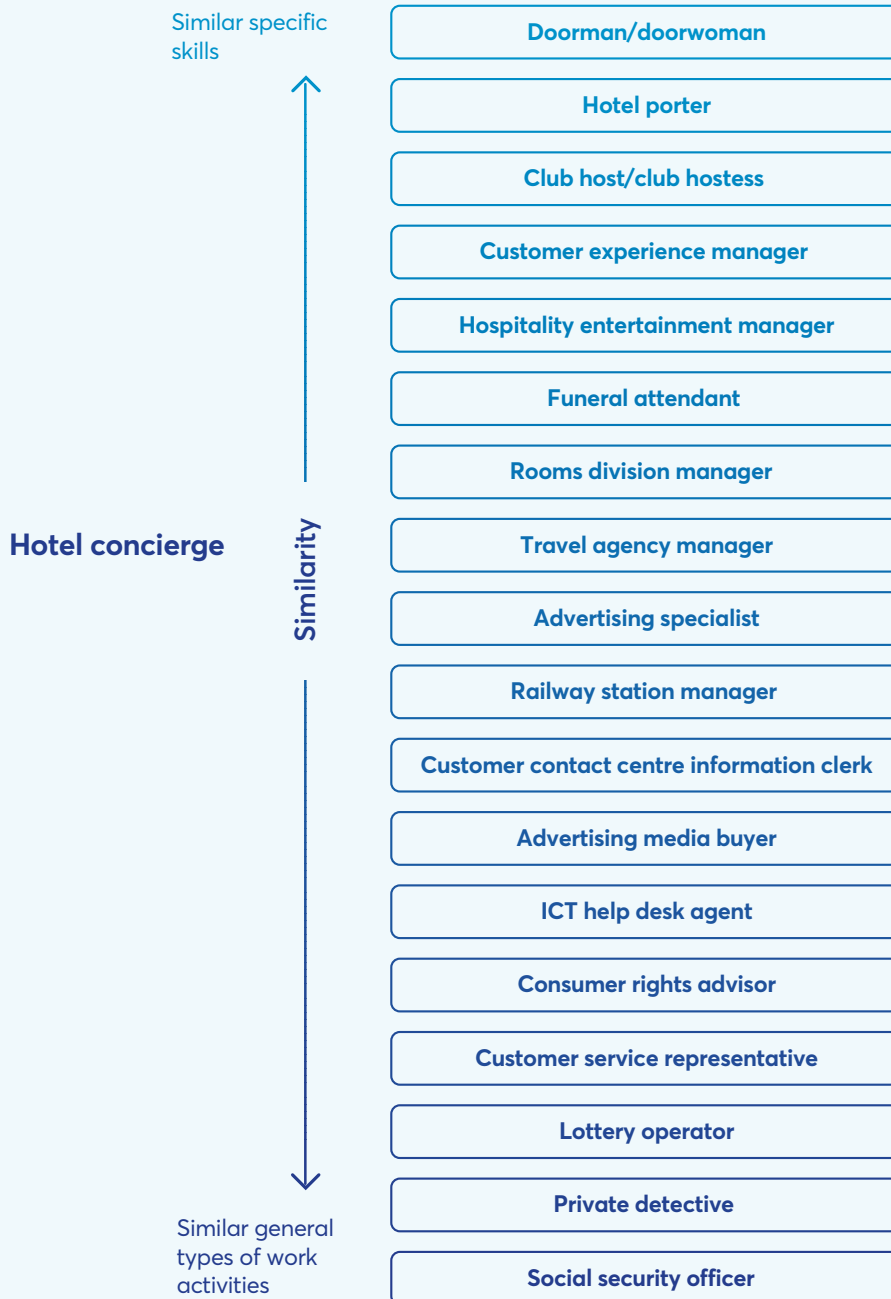 Similar specific
skills
Doorman/doorwoman
Hotel porter
Club host/club hostess
Customer experience manager
Hospitality entertainment manager
Funeral attendant
Rooms division manager
Hotel concierge
Similarity
Travel agency manager
Advertising specialist
Railway station manager
Customer contact centre information clerk
Advertising media buyer
ICT help desk agent
Consumer rights advisor
Customer service representative
Lottery operator
Private detective
Similar general
types of work
activities
Social security officer